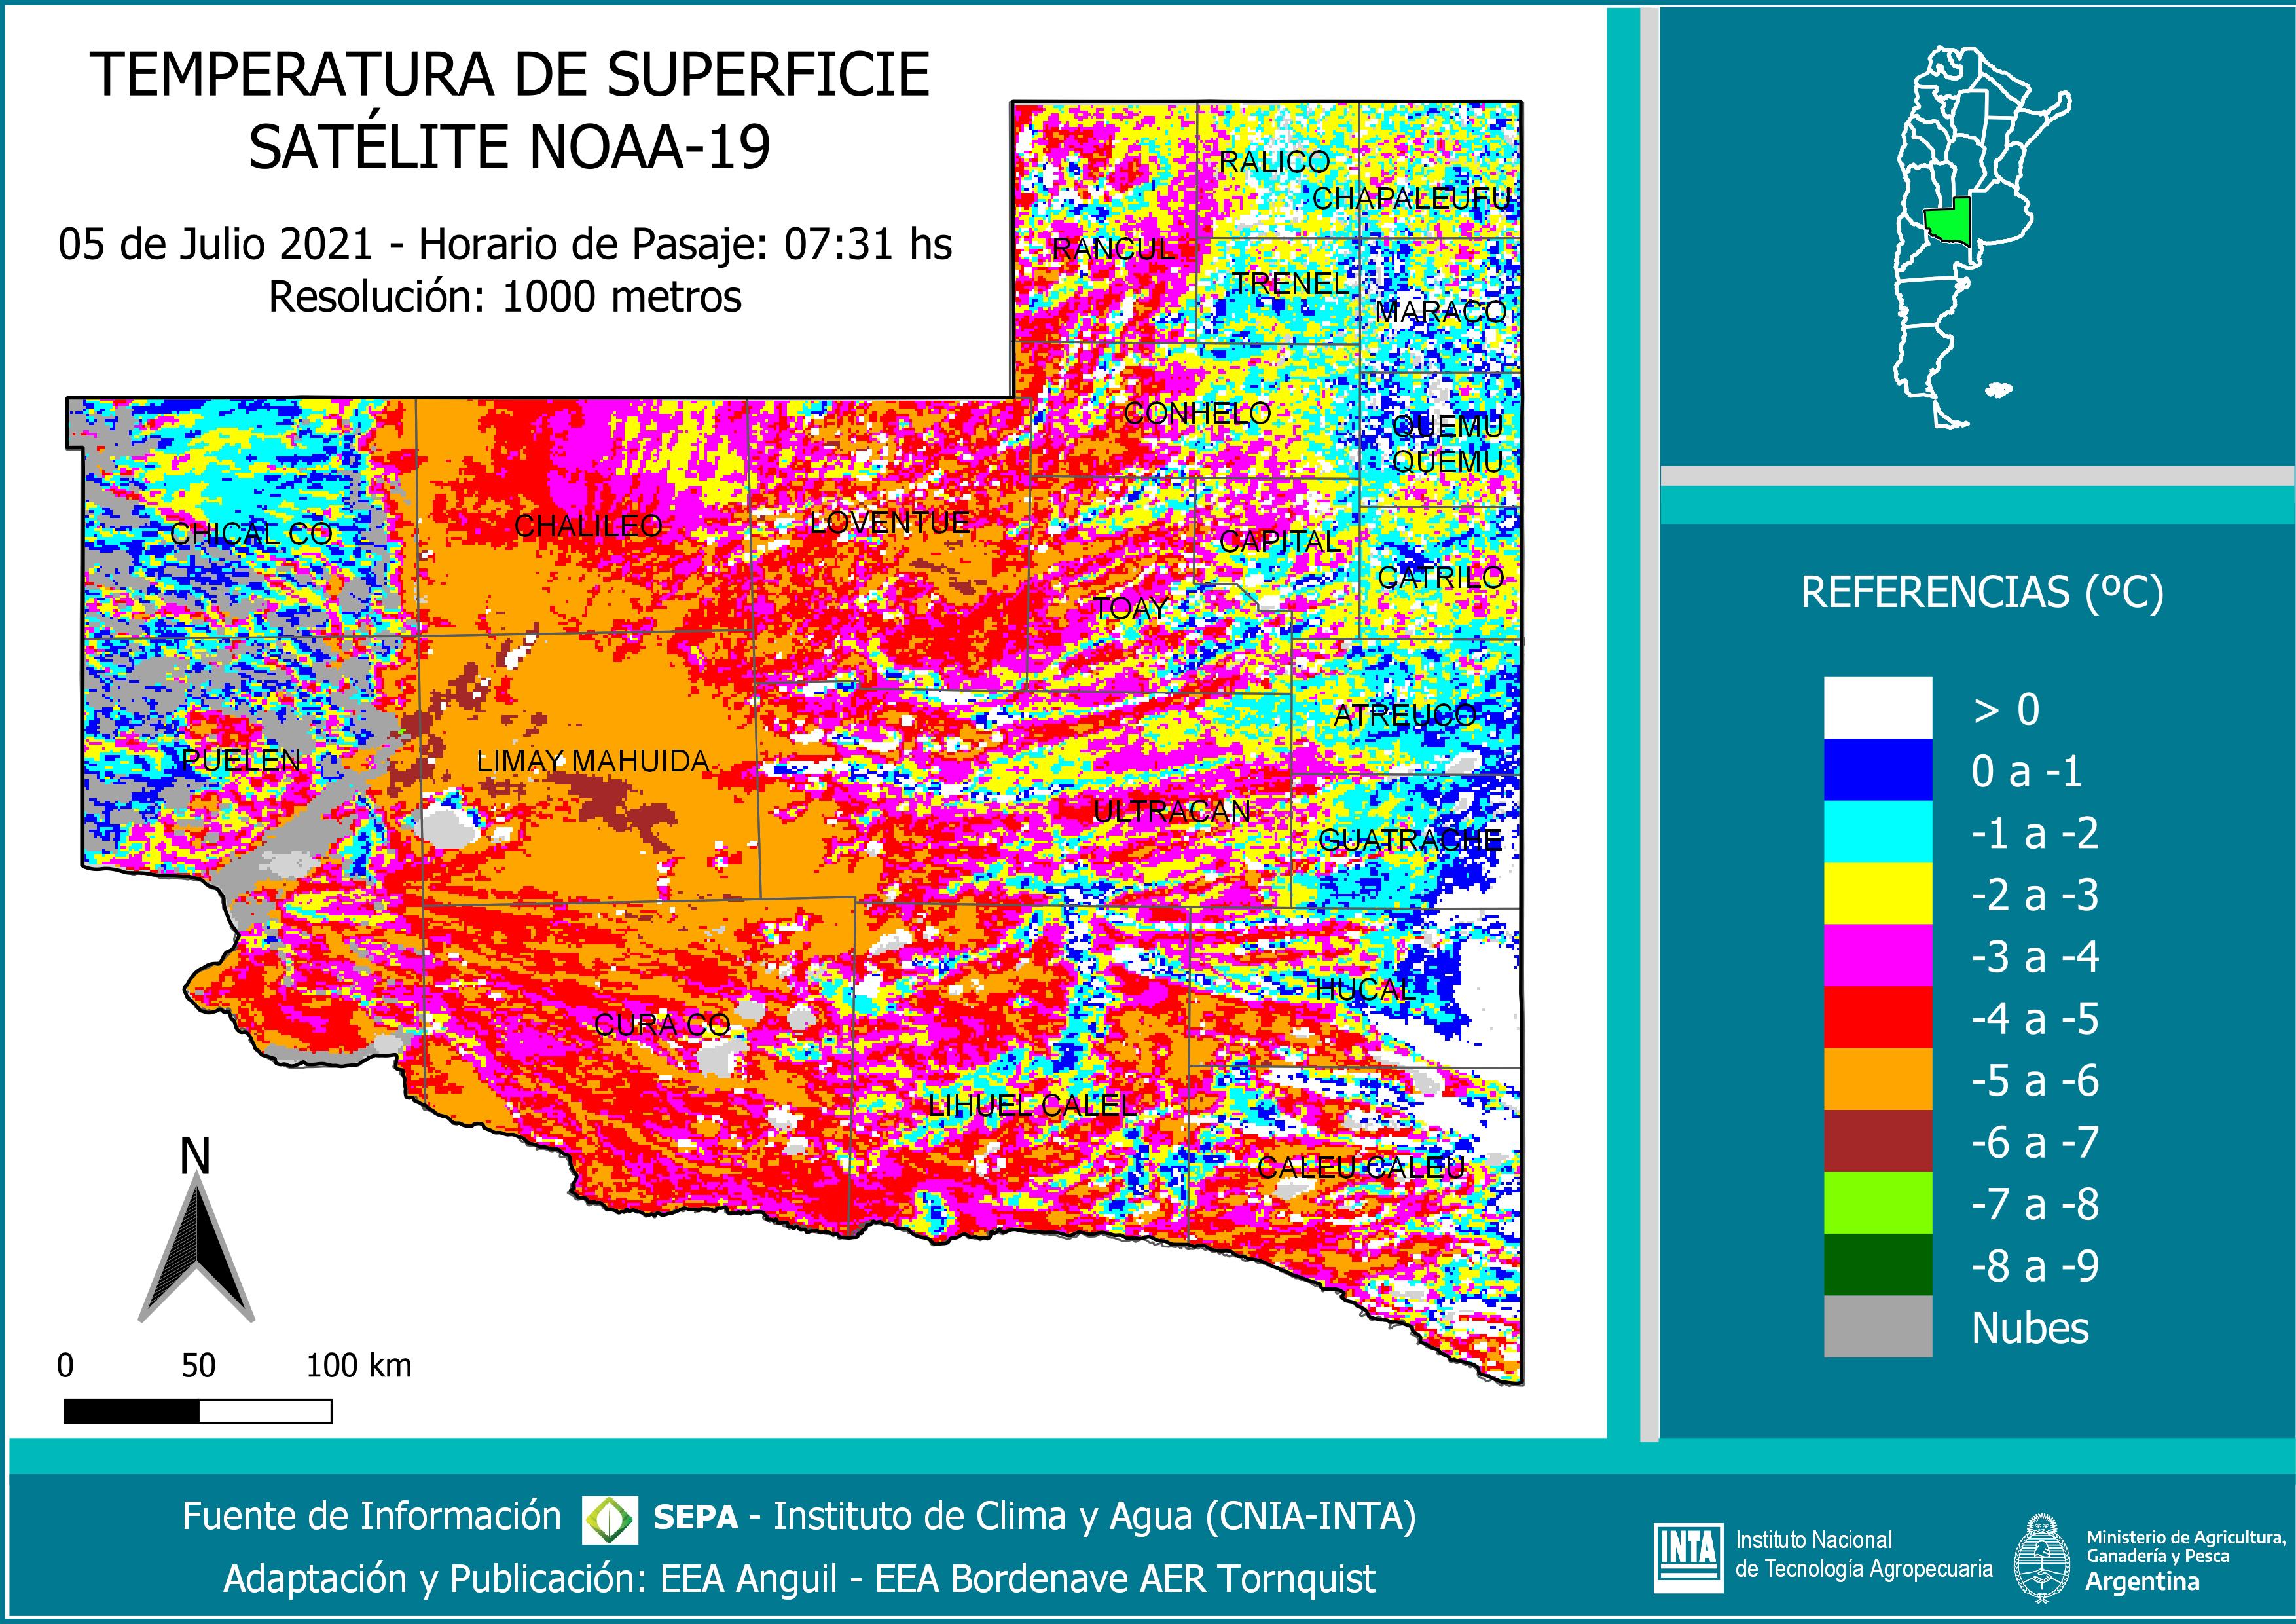 TEMPERATURA DE SUPERFICIE
SATÉLITE NOAA-19
05 de Julio 2021 - Horario de Pasaje: 07:31 hs
Resolución: 1000 metros
RALICO
CHAPALEUFU
RANCUL
TRENEL
MARACO
CONHELO
QUEMU
QUEMU
CHICAL CO
CHALILEO
LOVENTUE
CAPITAL
CATRILO
TOAY
ATREUCO
PUELEN
LIMAY MAHUIDA
ULTRACAN
GUATRACHE
HUCAL
CURA CO
LIHUEL CALEL
CALEU CALEU
N
0 50 100 km
REFERENCIAS (ºC)
> 0
0 a -1
-1 a -2
-2 a -3
-3 a -4
-4 a -5
-5 a -6
-6 a -7
-7 a -8
-8 a -9
Nubes
Fuente de Información SEPA - Instituto de Clima y Agua (CNIA-INTA)
Adaptación y Publicación: EEA Anguil - EEA Bordenave AER Tornquist
INTA
Instituto Nacional
de Tecnología Agropecuaria
Ministerio de Agricultura,
Ganadería y Pesca
Argentina